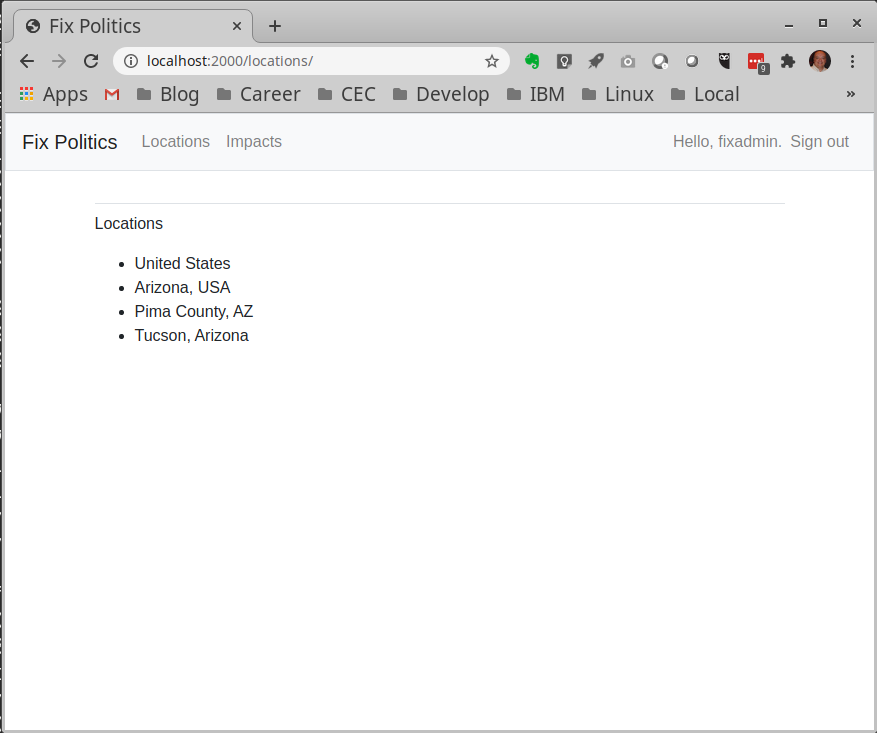 Fix Politics
localhost:2000/locations/
9
Apps Blog Career CEC Develop IBM Linux Local »
Fix Politics Locations Impacts Hello, fixadmin. Sign out
Locations
• United States
• Arizona, USA
• Pima County, AZ
• Tucson, Arizona